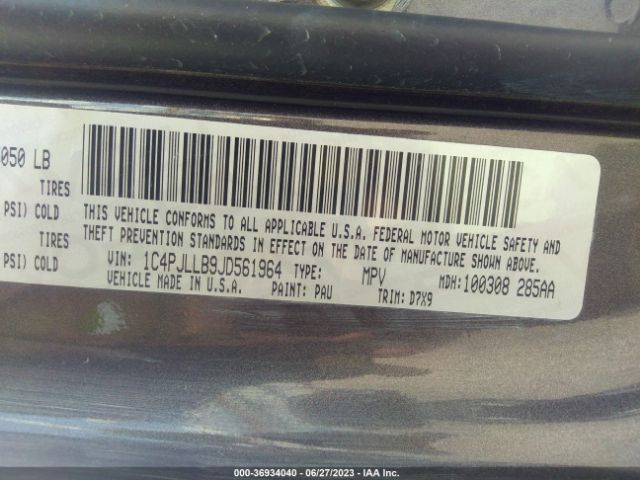 050 LB
TIRES
PSI) COLD
PSI) COLD
THIS VEHICLE CONFORMS TO ALL APPLICABLE U.S.A. FEDERAL MOTOR VEHICLE SAFETY AND
THEFT PREVENTION STANDARDS IN EFFECT ON THE DATE OF MANUFACTURE SHOWN ABOVE.
VIN: 1C4PJLLB9JD561964 TYPE: MPV MDH: 100308 285AA
VEHICLE MADE IN U.S.A. PAINT: PAU TRIM: D7X9
000-36934040 - 06/27/2023 - IAA Inc.